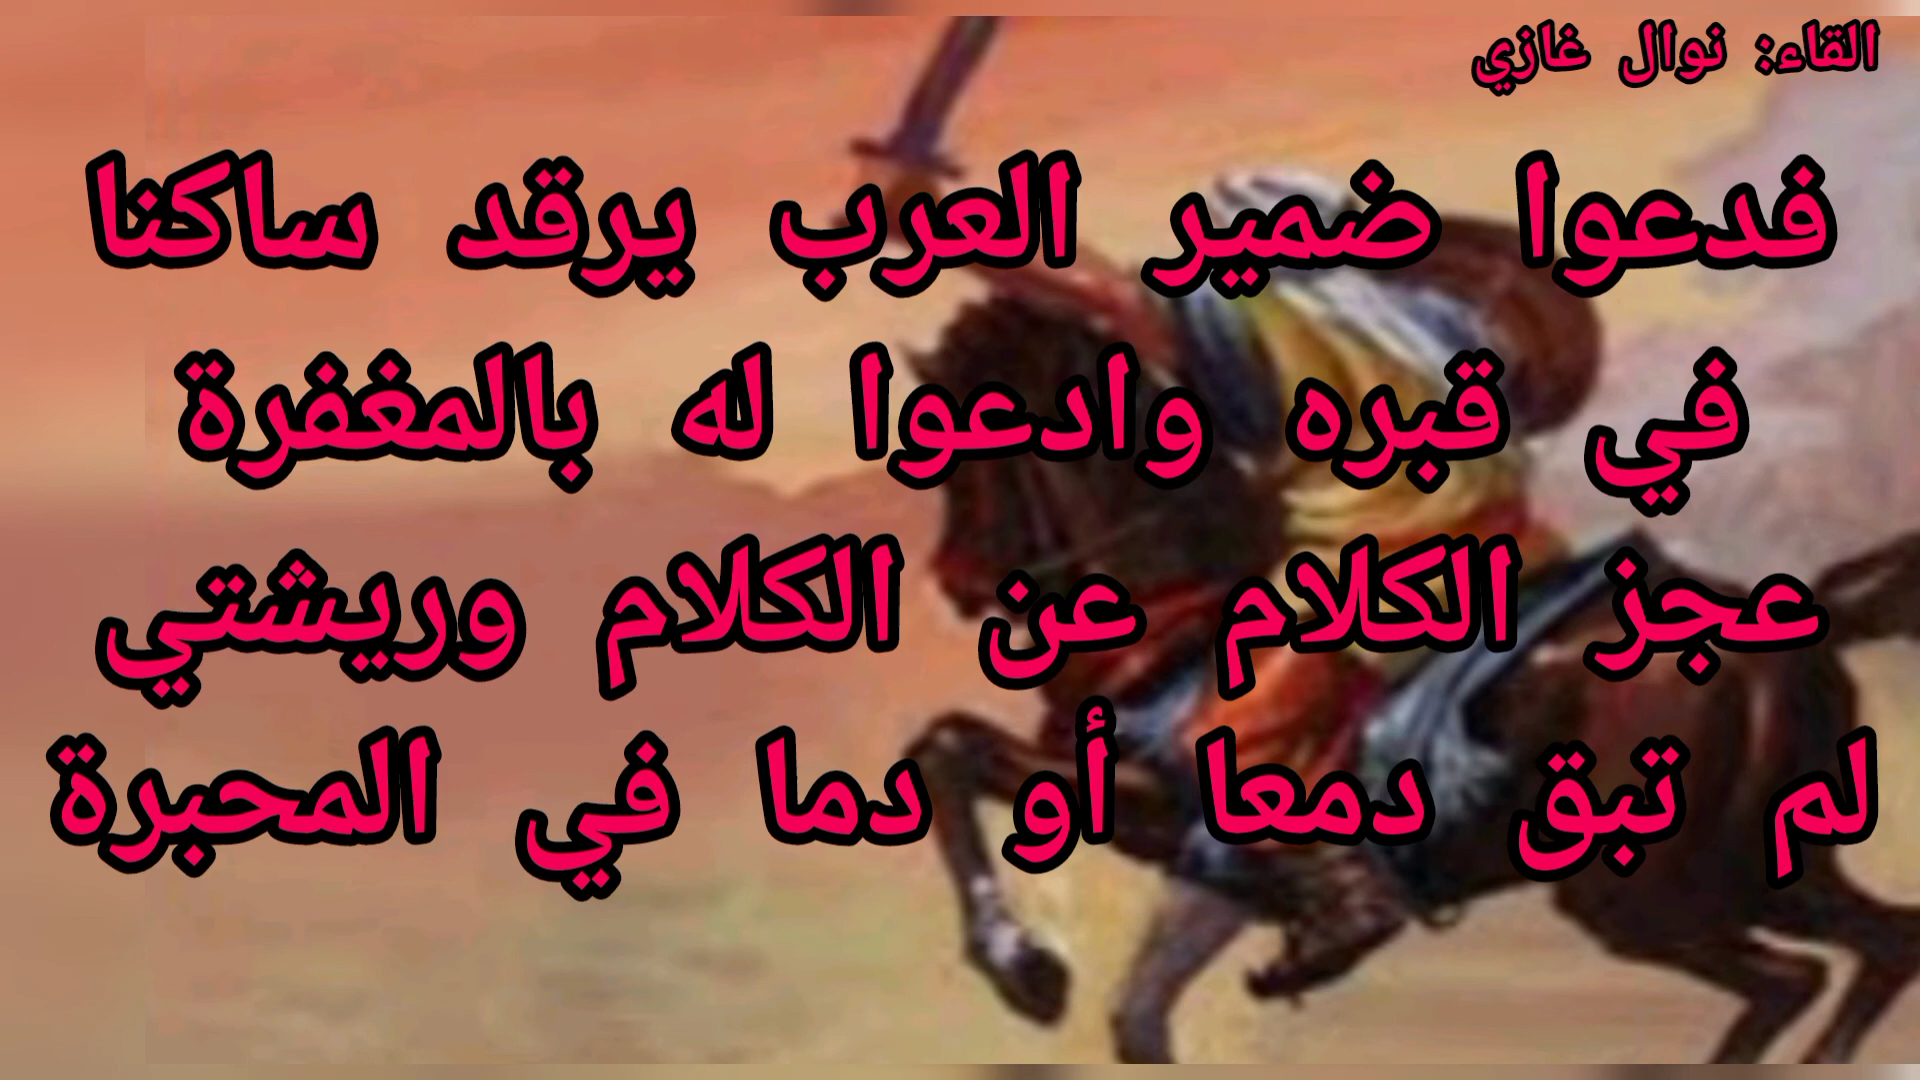 القاء: نوال غازي
فدعوا ضمير العرب يرقد ساكنا
في قبره وادعوا له بالمغفرة
عجز الكلام عن الكلام وريشتي
لم تبق دمعا أو دما في المحبرة